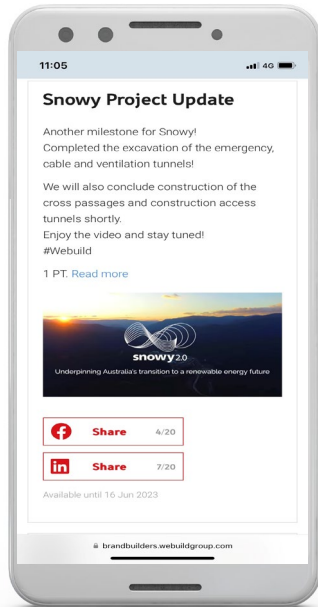 11:05
4G
Snowy Project Update
Another milestone for Snowy!
Completed the excavation of the emergency,
cable and ventilation tunnels!
We will also conclude construction of the
cross passages and construction access
tunnels shortly.
Enjoy the video and stay tuned!
#Webuild
1 PT. Read more
snowy2.0
Underpinning Australia's transition to a renewable energy future
Share 4/20
in Share 7/20
Available until 16 Jun 2023
brandbuilders.webuildgroup.com